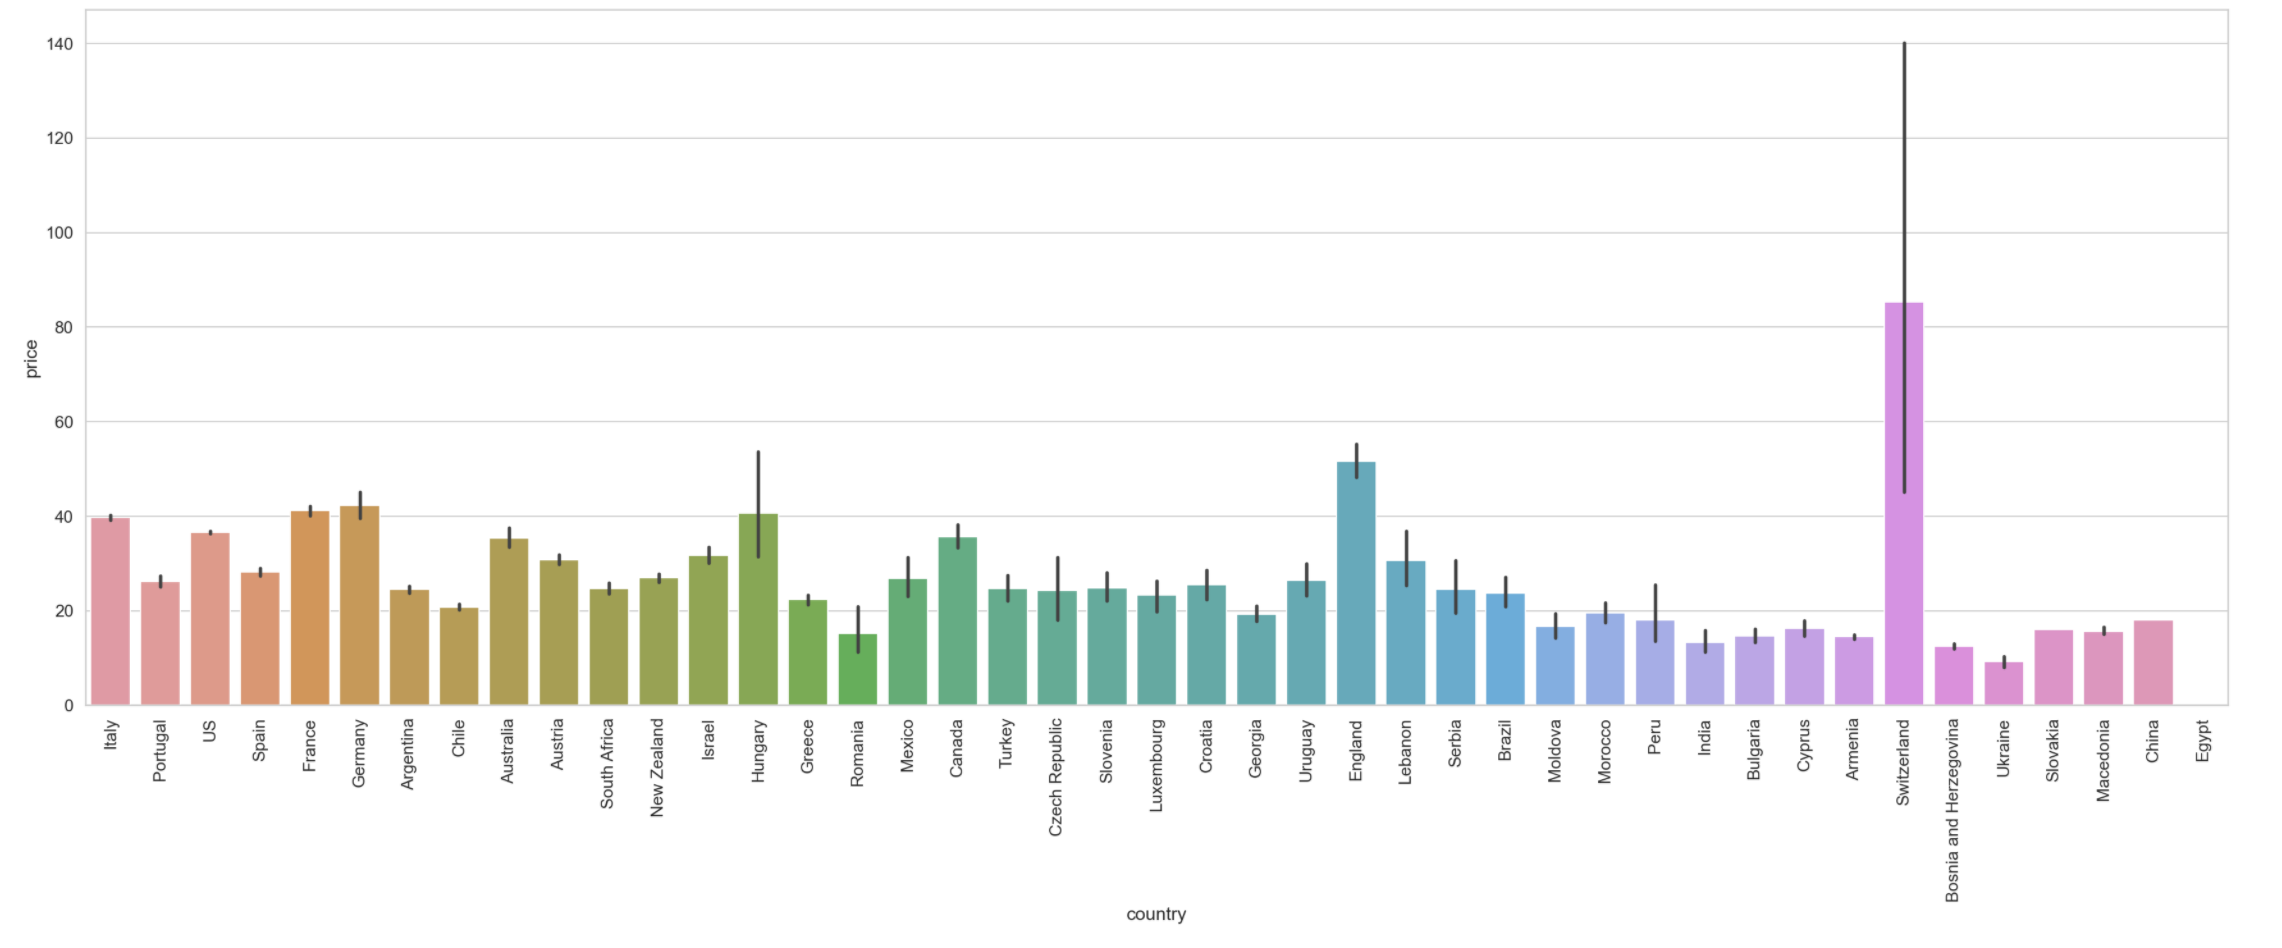 140
120
100
80
60
40
20
0
price
Italy
Portugal
US
Spain
France
Germany
Argentina
Chile
Australia
Austria
South Africa
New Zealand
Israel
Hungary
Greece
Romania
Mexico
Canada
Turkey
Czech Republic
Slovenia
Luxembourg
Croatia
Georgia
Uruguay
England
Lebanon
Serbia
Brazil
Moldova
Morocco
Peru
India
Bulgaria
Cyprus
Armenia
Switzerland
Bosnia and Herzegovina
Ukraine
Slovakia
Macedonia
China
Egypt
country